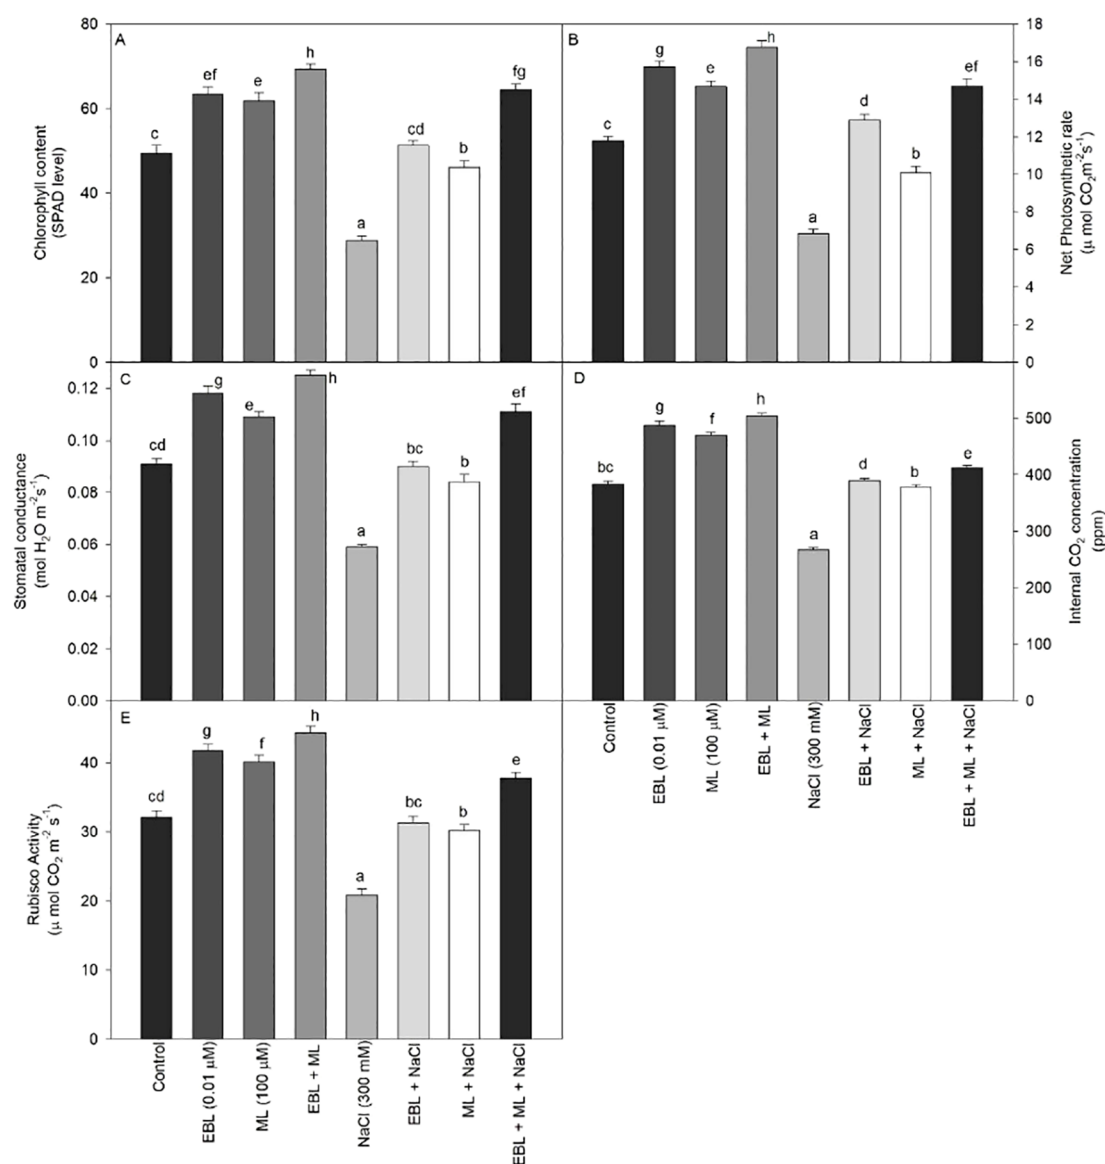 A
80
60
40
20
0
Chlorophyll content
(SPAD level)
c
ef
e
h
a
cd
b
fg
B
18
16
14
12
10
8
6
4
2
0
Net Photosynthetic rate
(μ mol CO₂m⁻²s⁻¹)
c
g
e
h
a
d
b
ef
C
0.12
0.10
0.08
0.06
0.04
0.02
0.00
Stomatal conductance
(mol H₂O m⁻²s⁻¹)
cd
g
e
h
a
bc
b
ef
D
500
400
300
200
100
0
Internal CO₂ concentration
(ppm)
bc
g
f
h
a
d
b
e
Control
EBL (0.01 μM)
ML (100 μM)
EBL + ML
NaCl (300 mM)
EBL + NaCl
ML + NaCl
EBL + ML + NaCl
E
40
30
20
10
0
Rubisco Activity
(μ mol CO₂ m⁻² s⁻¹)
cd
g
f
h
a
bc
b
e
Control
EBL (0.01 μM)
ML (100 μM)
EBL + ML
NaCl (300 mM)
EBL + NaCl
ML + NaCl
EBL + ML + NaCl